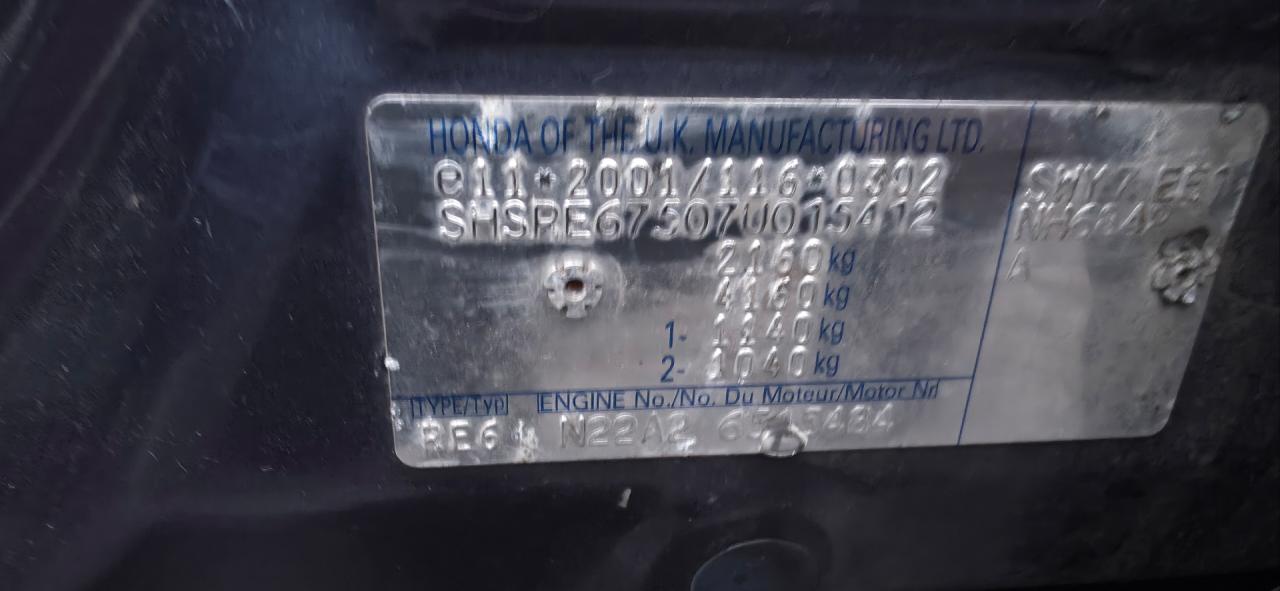 HONDA OF THE U.K. MANUFACTURING LTD.
e11*2001/116*0302
SHSRE67507U015412
2160 kg
4160 kg
1- 1140 kg
2- 1040 kg
TYPE/Typ ENGINE No./No. Du Moteur/Motor Nr
RE6 N22A2
NH684P
A